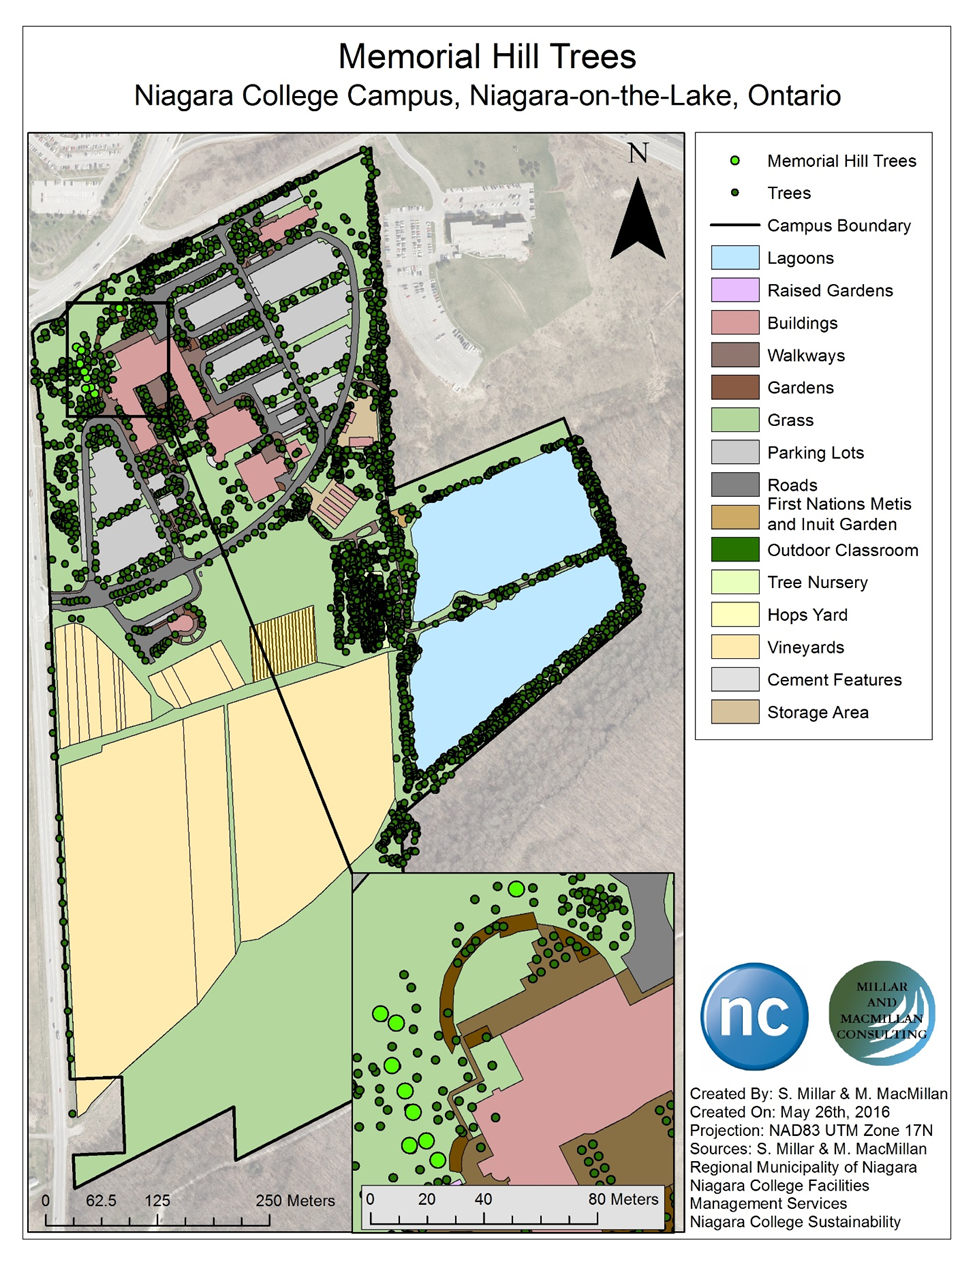 Memorial Hill Trees
Niagara College Campus, Niagara-on-the-Lake, Ontario
N
Memorial Hill Trees
Trees
Campus Boundary
Lagoons
Raised Gardens
Buildings
Walkways
Gardens
Grass
Parking Lots
Roads
First Nations Metis
and Inuit Garden
Outdoor Classroom
Tree Nursery
Hops Yard
Vineyards
Cement Features
Storage Area
nc
MILLAR
AND
MACMILLAN
CONSULTING
Created By: S. Millar & M. MacMillan
Created On: May 26th, 2016
Projection: NAD83 UTM Zone 17N
Sources: S. Millar & M. MacMillan
Regional Municipality of Niagara
Niagara College Facilities
Management Services
Niagara College Sustainability
0 62.5 125 250 Meters
0 20 40 80 Meters